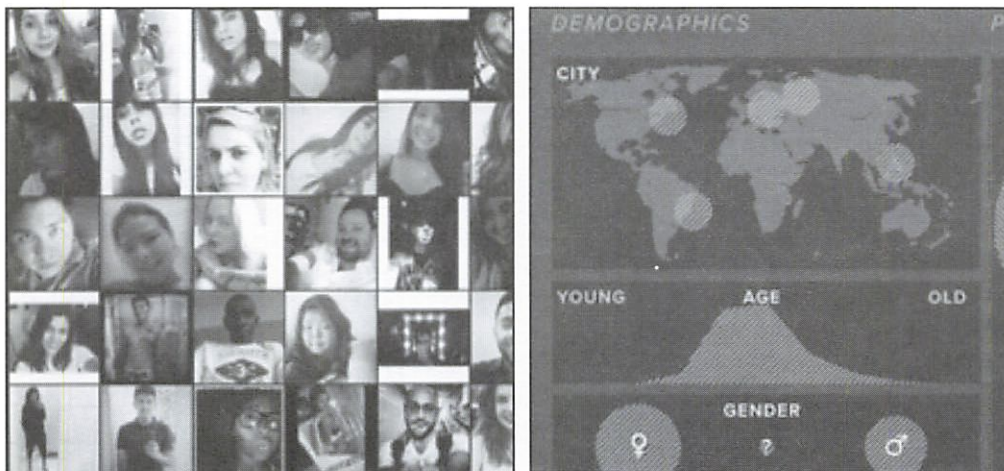 DEMOGRAPHICS
CITY
YOUNG AGE OLD
GENDER
?